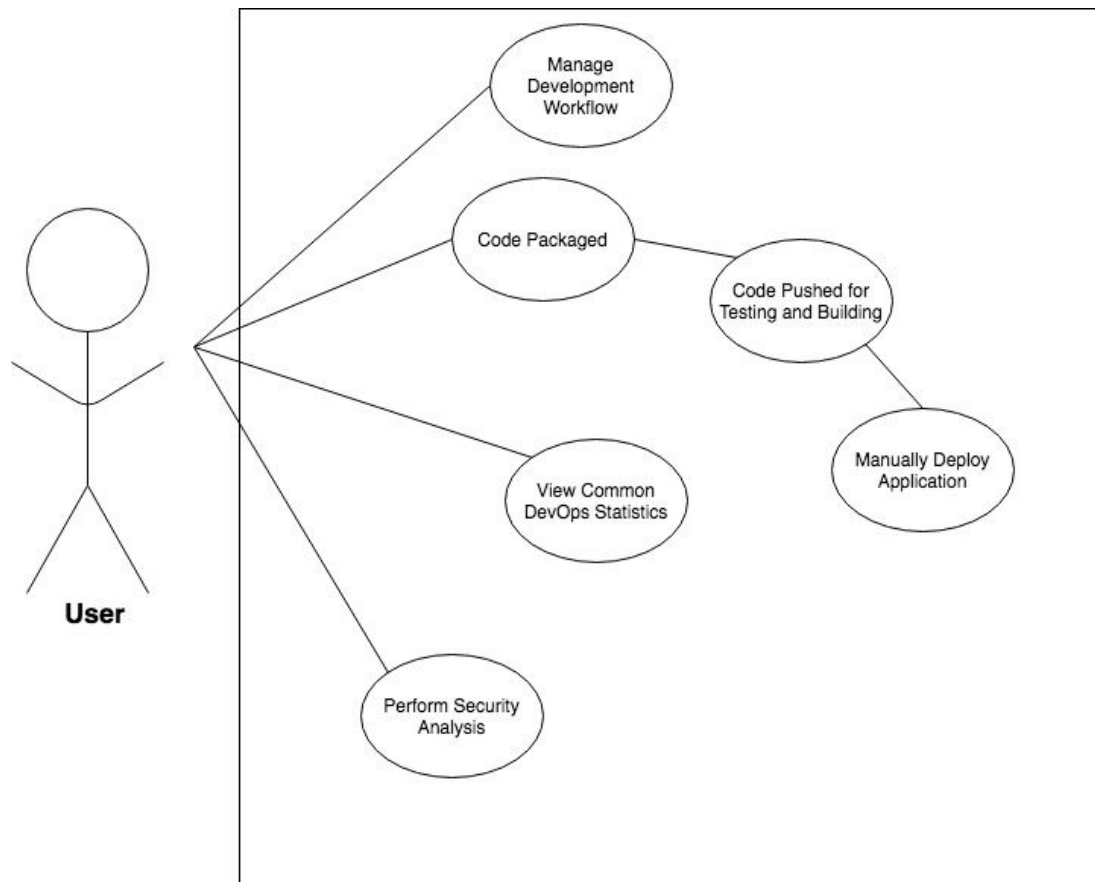 Manage
Development
Workflow
Code Packaged
Code Pushed for
Testing and Building
Manually Deploy
Application
View Common
DevOps Statistics
User
Perform Security
Analysis